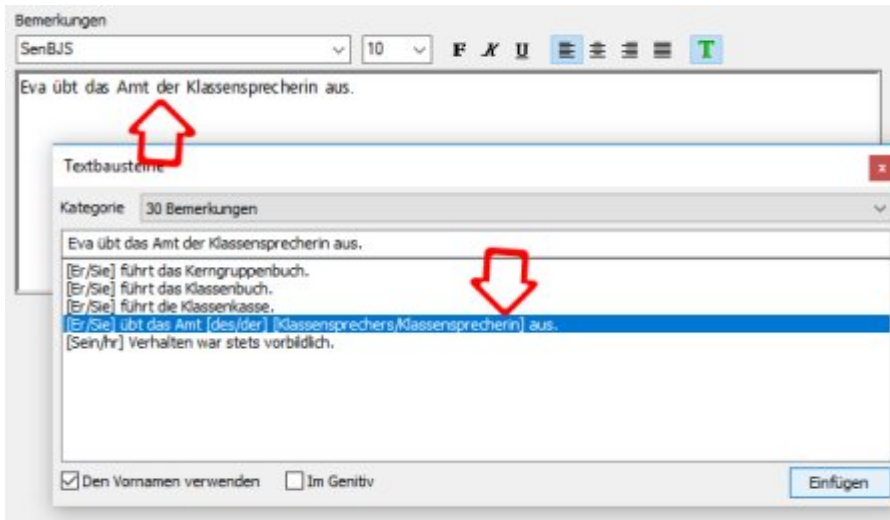 Bemerkungen
SenBJS 10 F K U T
Eva übt das Amt der Klassensprecherin aus.
Textbausteine
Kategorie 30 Bemerkungen
Eva übt das Amt der Klassensprecherin aus.
[Er/Sie] führt das Kerngruppenbuch.
[Er/Sie] führt das Klassenbuch.
[Er/Sie] führt die Klassenkasse.
[Er/Sie] übt das Amt [des/der] [Klassensprechers/Klassensprecherin] aus.
[Sein/hr] Verhalten war stets vorbildlich.
Den Vornamen verwenden Im Genitiv Einfügen